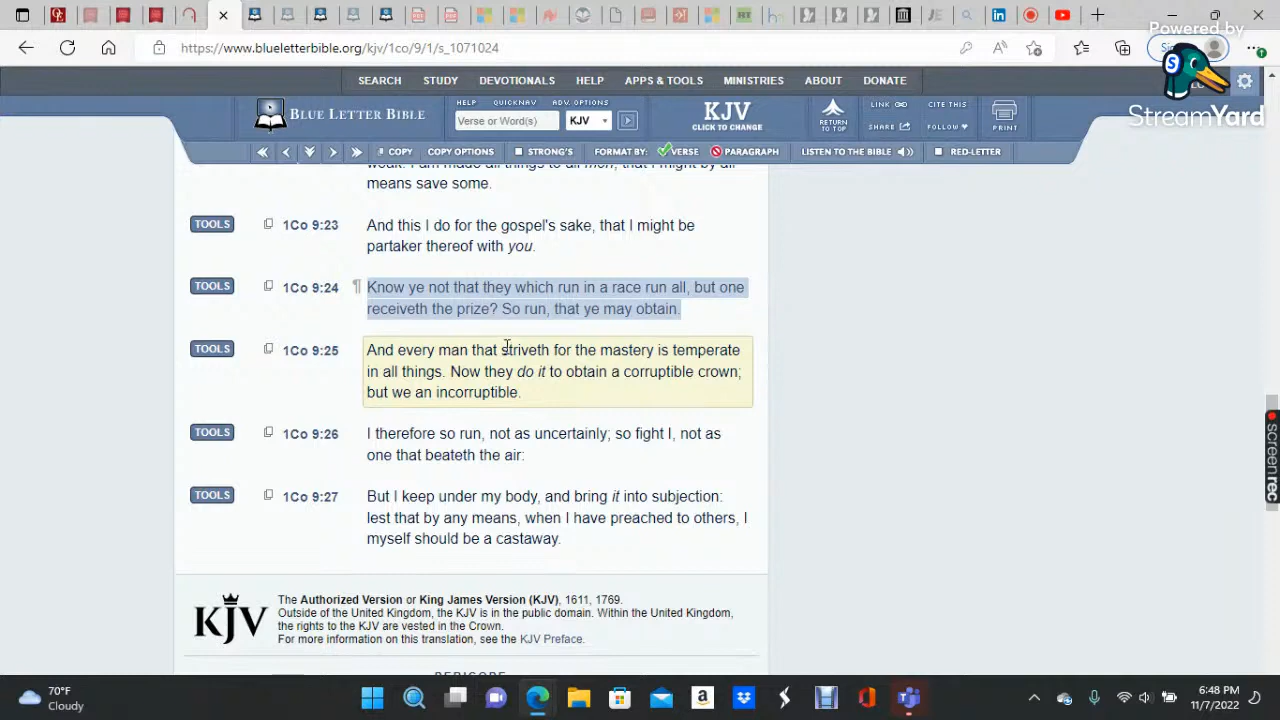 https://www.blueletterbible.org/kjv/1co/9/1/s_1071024
Powered by
StreamYard
SEARCH STUDY DEVOTIONALS HELP APPS & TOOLS MINISTRIES ABOUT DONATE
BLUE LETTER BIBLE
HELP QUICKNAV ADV. OPTIONS
Verse or Word(s) KJV
KJV
CLICK TO CHANGE
RETURN
TO TOP
LINK CITE THIS
SHARE FOLLOW
PRINT
COPY COPY OPTIONS STRONG'S FORMAT BY: VERSE PARAGRAPH LISTEN TO THE BIBLE RED-LETTER
means save some.
TOOLS 1Co 9:23 And this I do for the gospel's sake, that I might be
partaker thereof with you.
TOOLS 1Co 9:24 ¶ Know ye not that they which run in a race run all, but one
receiveth the prize? So run, that ye may obtain.
TOOLS 1Co 9:25 And every man that striveth for the mastery is temperate
in all things. Now they do it to obtain a corruptible crown;
but we an incorruptible.
TOOLS 1Co 9:26 I therefore so run, not as uncertainly; so fight I, not as
one that beateth the air:
TOOLS 1Co 9:27 But I keep under my body, and bring it into subjection:
lest that by any means, when I have preached to others, I
myself should be a castaway.
KJV
The Authorized Version or King James Version (KJV), 1611, 1769.
Outside of the United Kingdom, the KJV is in the public domain. Within the United Kingdom,
the rights to the KJV are vested in the Crown.
For more information on this translation, see the KJV Preface.
screenrec
70°F
Cloudy
6:48 PM
11/7/2022